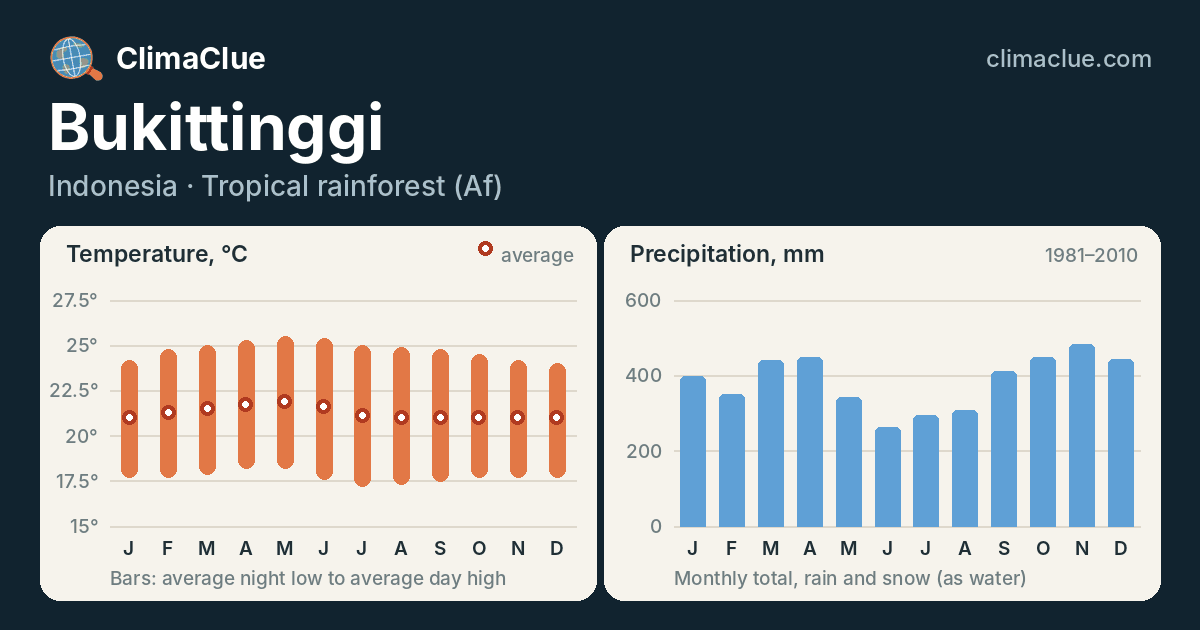 ClimaClue
climaclue.com
Bukittinggi
Indonesia · Tropical rainforest (Af)
Temperature, °C
average
27.5°
25°
22.5°
20°
17.5°
15°
J F M A M J J A S O N D
Bars: average night low to average day high
Precipitation, mm
1981–2010
600
400
200
0
J F M A M J J A S O N D
Monthly total, rain and snow (as water)